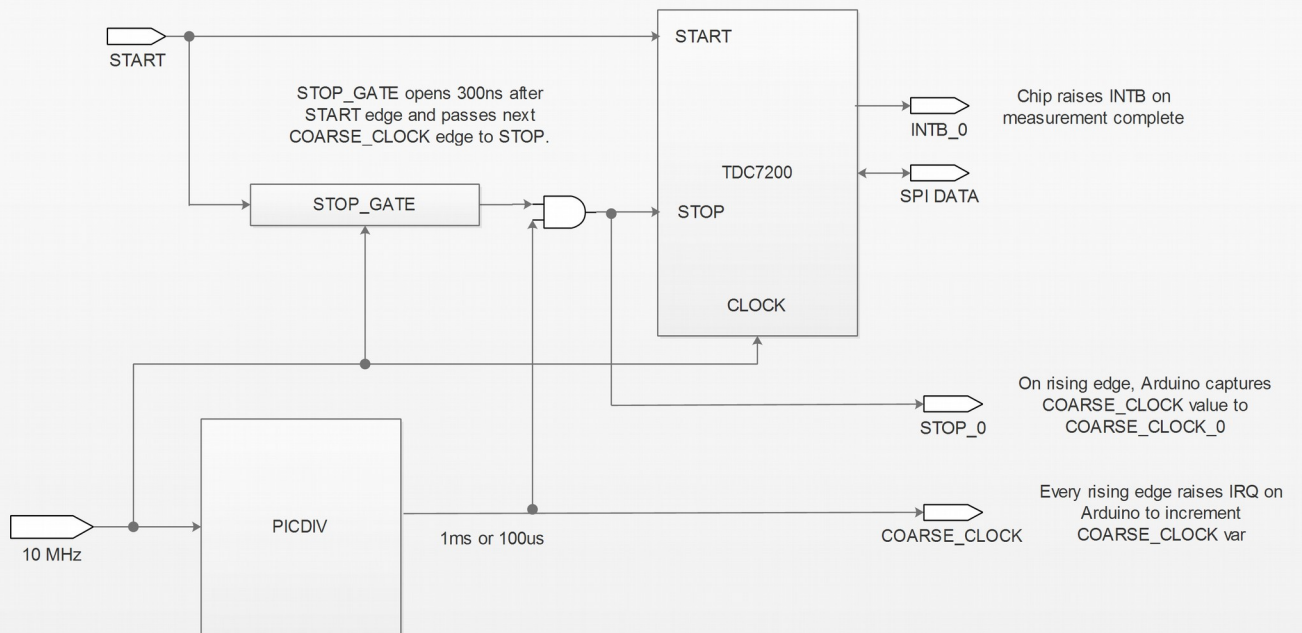 START
START
STOP_GATE opens 300ns after
START edge and passes next
COARSE_CLOCK edge to STOP.
Chip raises INTB on
measurement complete
INTB_0
TDC7200
SPI DATA
STOP_GATE
STOP
CLOCK
On rising edge, Arduino captures
COARSE_CLOCK value to
COARSE_CLOCK_0
STOP_0
Every rising edge raises IRQ on
Arduino to increment
COARSE_CLOCK var
PICDIV
1ms or 100us
COARSE_CLOCK
10 MHz